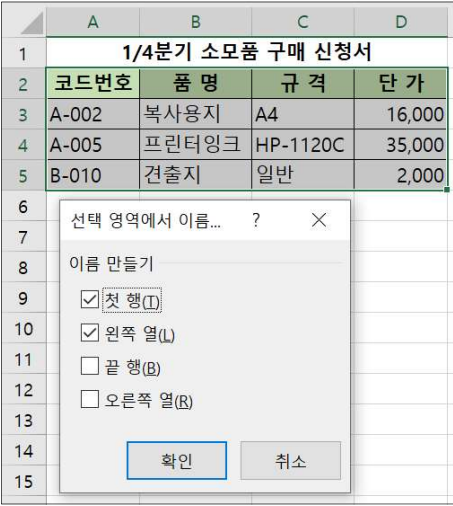 A B C D
1 1/4분기 소모품 구매 신청서
2 코드번호 품 명 규 격 단 가
3 A-002 복사용지 A4 16,000
4 A-005 프린터잉크 HP-1120C 35,000
5 B-010 견출지 일반 2,000
6
7
8
9
10
11
12
13
14
15
선택 영역에서 이름... ? ×
이름 만들기
첫 행(T)
왼쪽 열(L)
끝 행(B)
오른쪽 열(R)
확인 취소